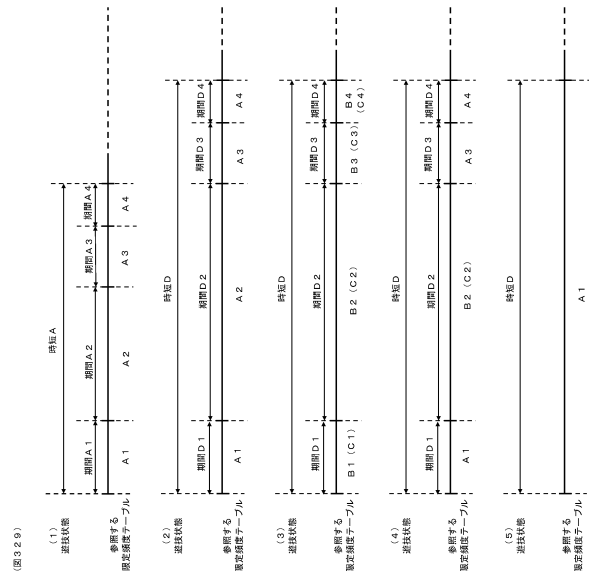 (図329)
(1)
遊技状態
時短A
期間A1
期間A2
期間A3
期間A4
参照する
限定頻度テーブル
A1
A2
A3
A4
(2)
遊技状態
時短D
期間D1
期間D2
期間D3
期間D4
参照する
限定頻度テーブル
A1
A2
A3
A4
(3)
遊技状態
時短D
期間D1
期間D2
期間D3
期間D4
参照する
限定頻度テーブル
B1(C1)
B2(C2)
B3(C3)
B4
(C4)
(4)
遊技状態
時短D
期間D1
期間D2
期間D3
期間D4
参照する
限定頻度テーブル
A1
B2(C2)
A3
A4
(5)
遊技状態
時短D
参照する
限定頻度テーブル
A1